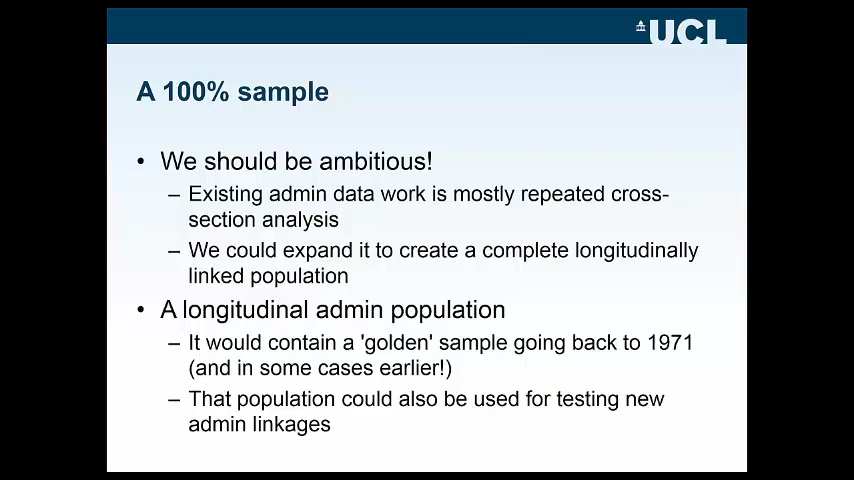 UCL
A 100% sample
• We should be ambitious!
– Existing admin data work is mostly repeated cross-
section analysis
– We could expand it to create a complete longitudinally
linked population
• A longitudinal admin population
– It would contain a 'golden' sample going back to 1971
(and in some cases earlier!)
– That population could also be used for testing new
admin linkages